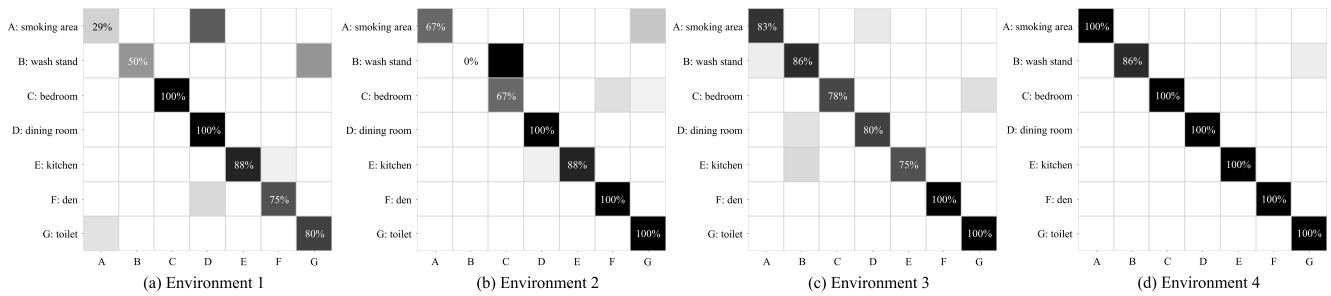 A: smoking area 29%
B: wash stand 50%
C: bedroom 100%
D: dining room 100%
E: kitchen 88%
F: den 75%
G: toilet 80%
A B C D E F G
(a) Environment 1
A: smoking area 67%
B: wash stand 0%
C: bedroom 67%
D: dining room 100%
E: kitchen 88%
F: den 100%
G: toilet 100%
A B C D E F G
(b) Environment 2
A: smoking area 83%
B: wash stand 86%
C: bedroom 78%
D: dining room 80%
E: kitchen 75%
F: den 100%
G: toilet 100%
A B C D E F G
(c) Environment 3
A: smoking area 100%
B: wash stand 86%
C: bedroom 100%
D: dining room 100%
E: kitchen 100%
F: den 100%
G: toilet 100%
A B C D E F G
(d) Environment 4